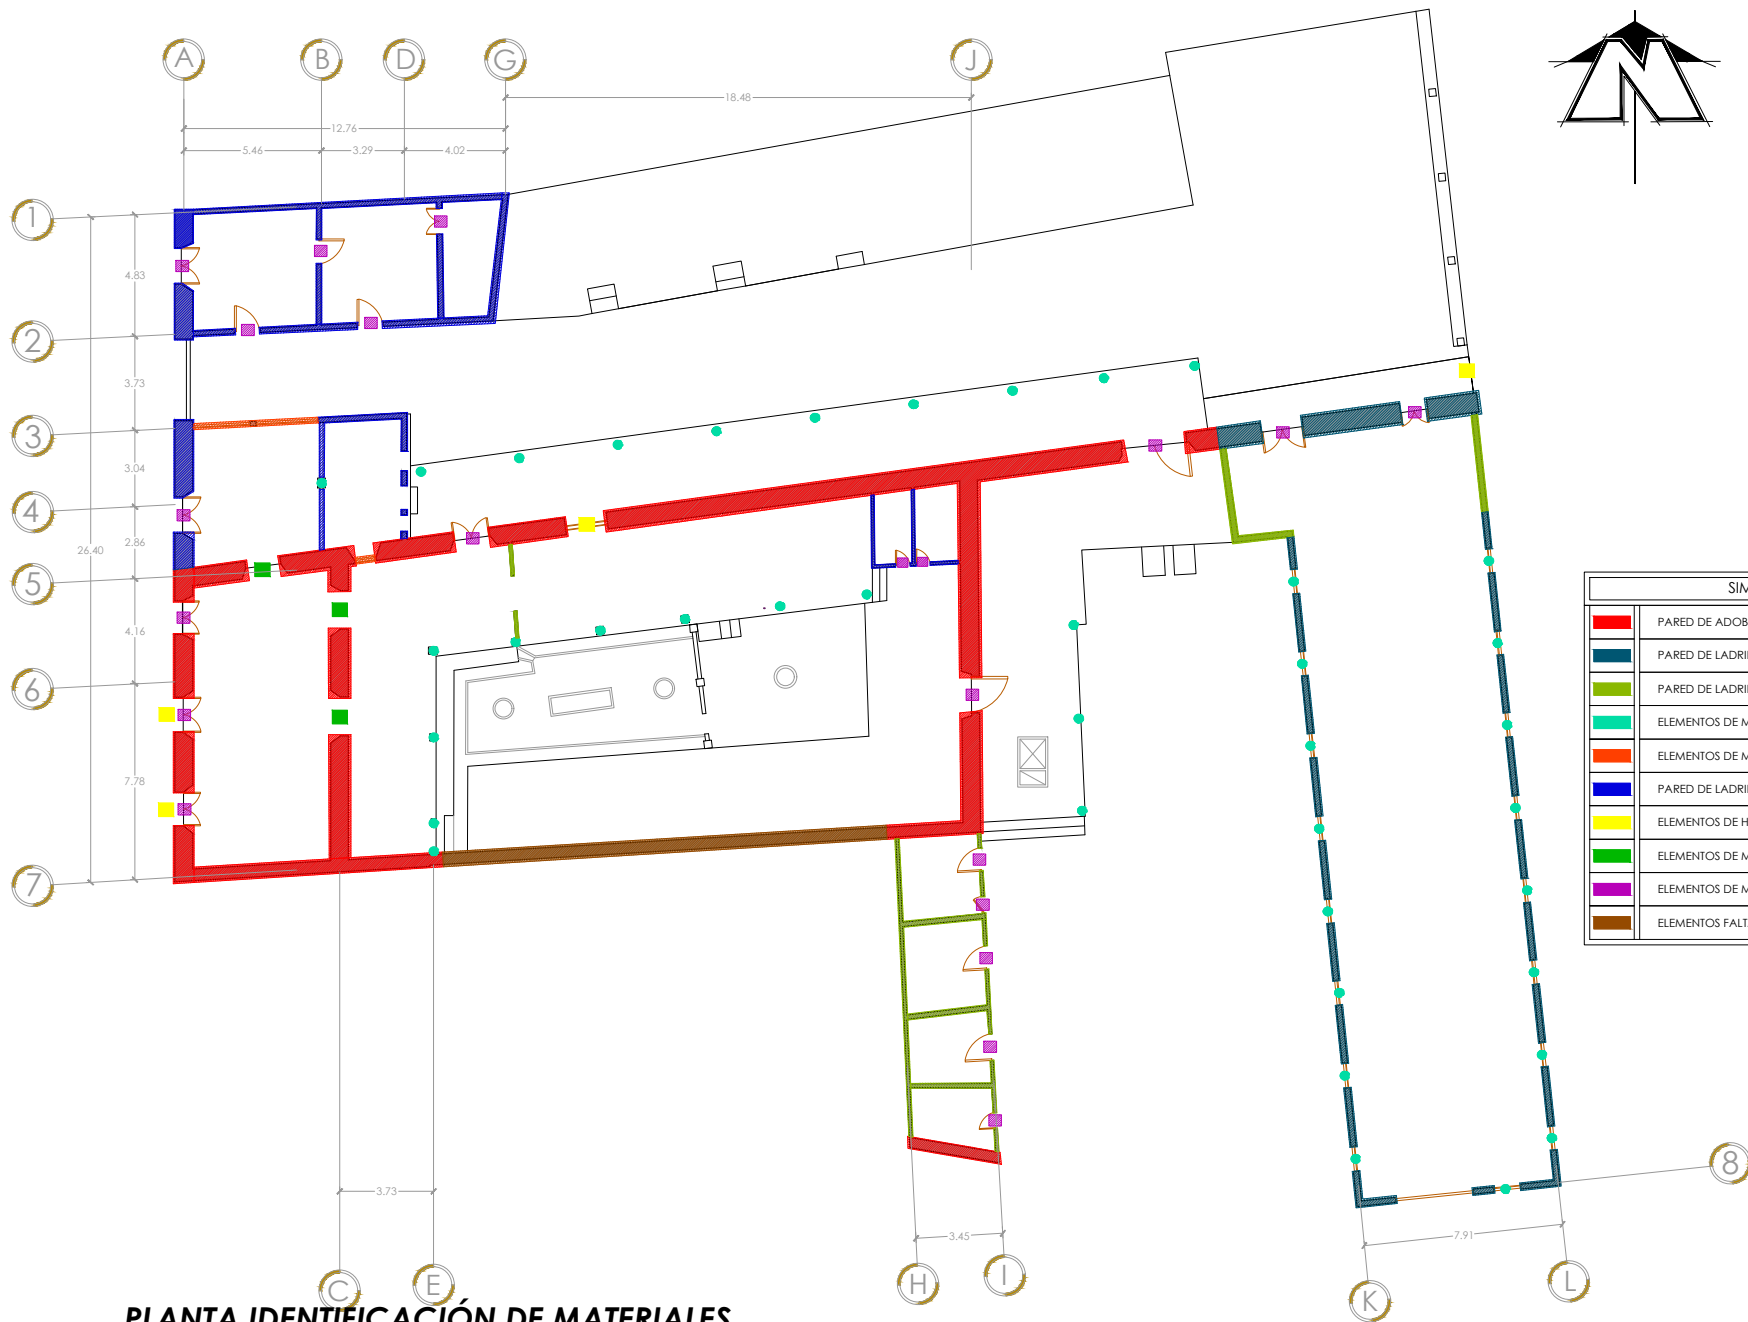 A B D G J
18.48
12.76
5.46 3.29 4.02
N
1
2
3
4
5
6
7
4.83
3.73
3.04
2.86
26.40
4.16
7.78
SIM
PARED DE ADOB
PARED DE LADRI
PARED DE LADRI
ELEMENTOS DE M
ELEMENTOS DE M
PARED DE LADRI
ELEMENTOS DE H
ELEMENTOS DE M
ELEMENTOS DE M
ELEMENTOS FALT
8
3.73
3.45
7.91
C E H I K L
PLANTA IDENTIFICACIÓN DE MATERIALES